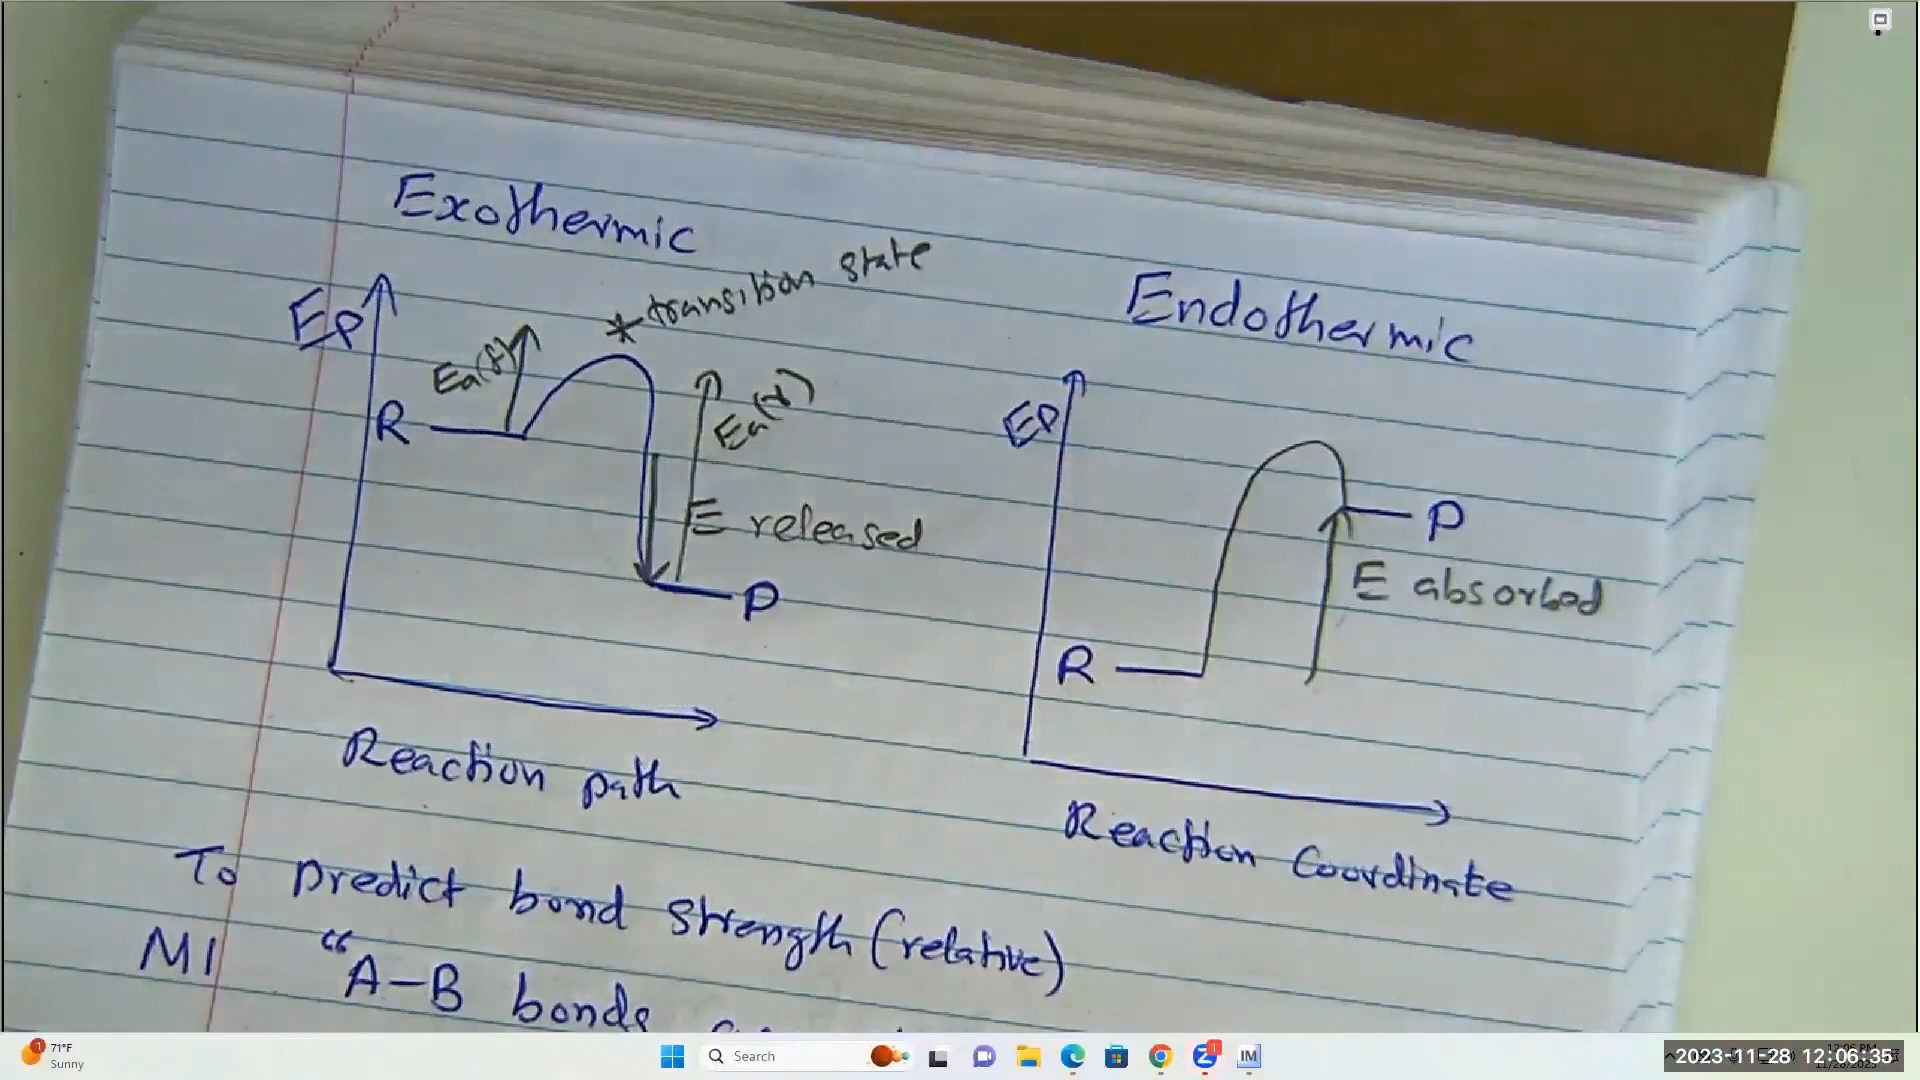 Exothermic
* transition state
Ep
Ea(f)
R
Ea(r)
E released
P
Reaction path
Endothermic
Ep
P
E absorbed
R
Reaction Coordinate
To predict bond strength (relative)
M1 "A-B bonds
71°F
Sunny
Search
2023-11-28 12:06:35